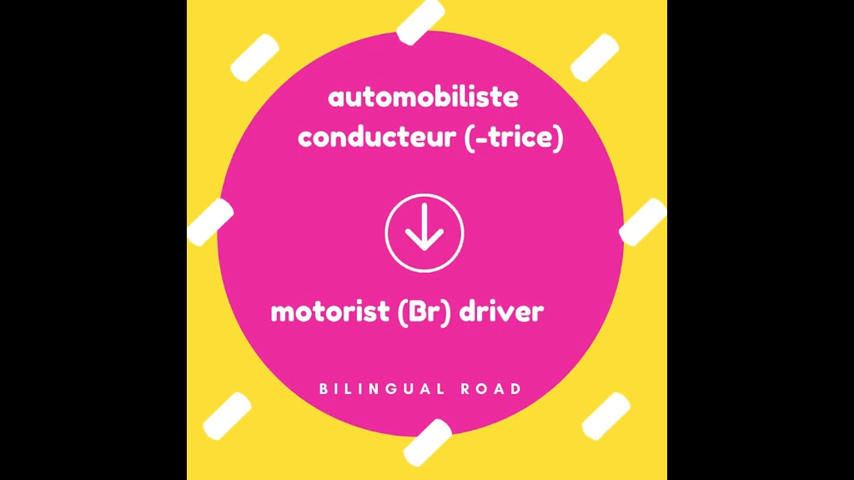 automobiliste
conducteur (-trice)
motorist (Br) driver
BILINGUAL ROAD